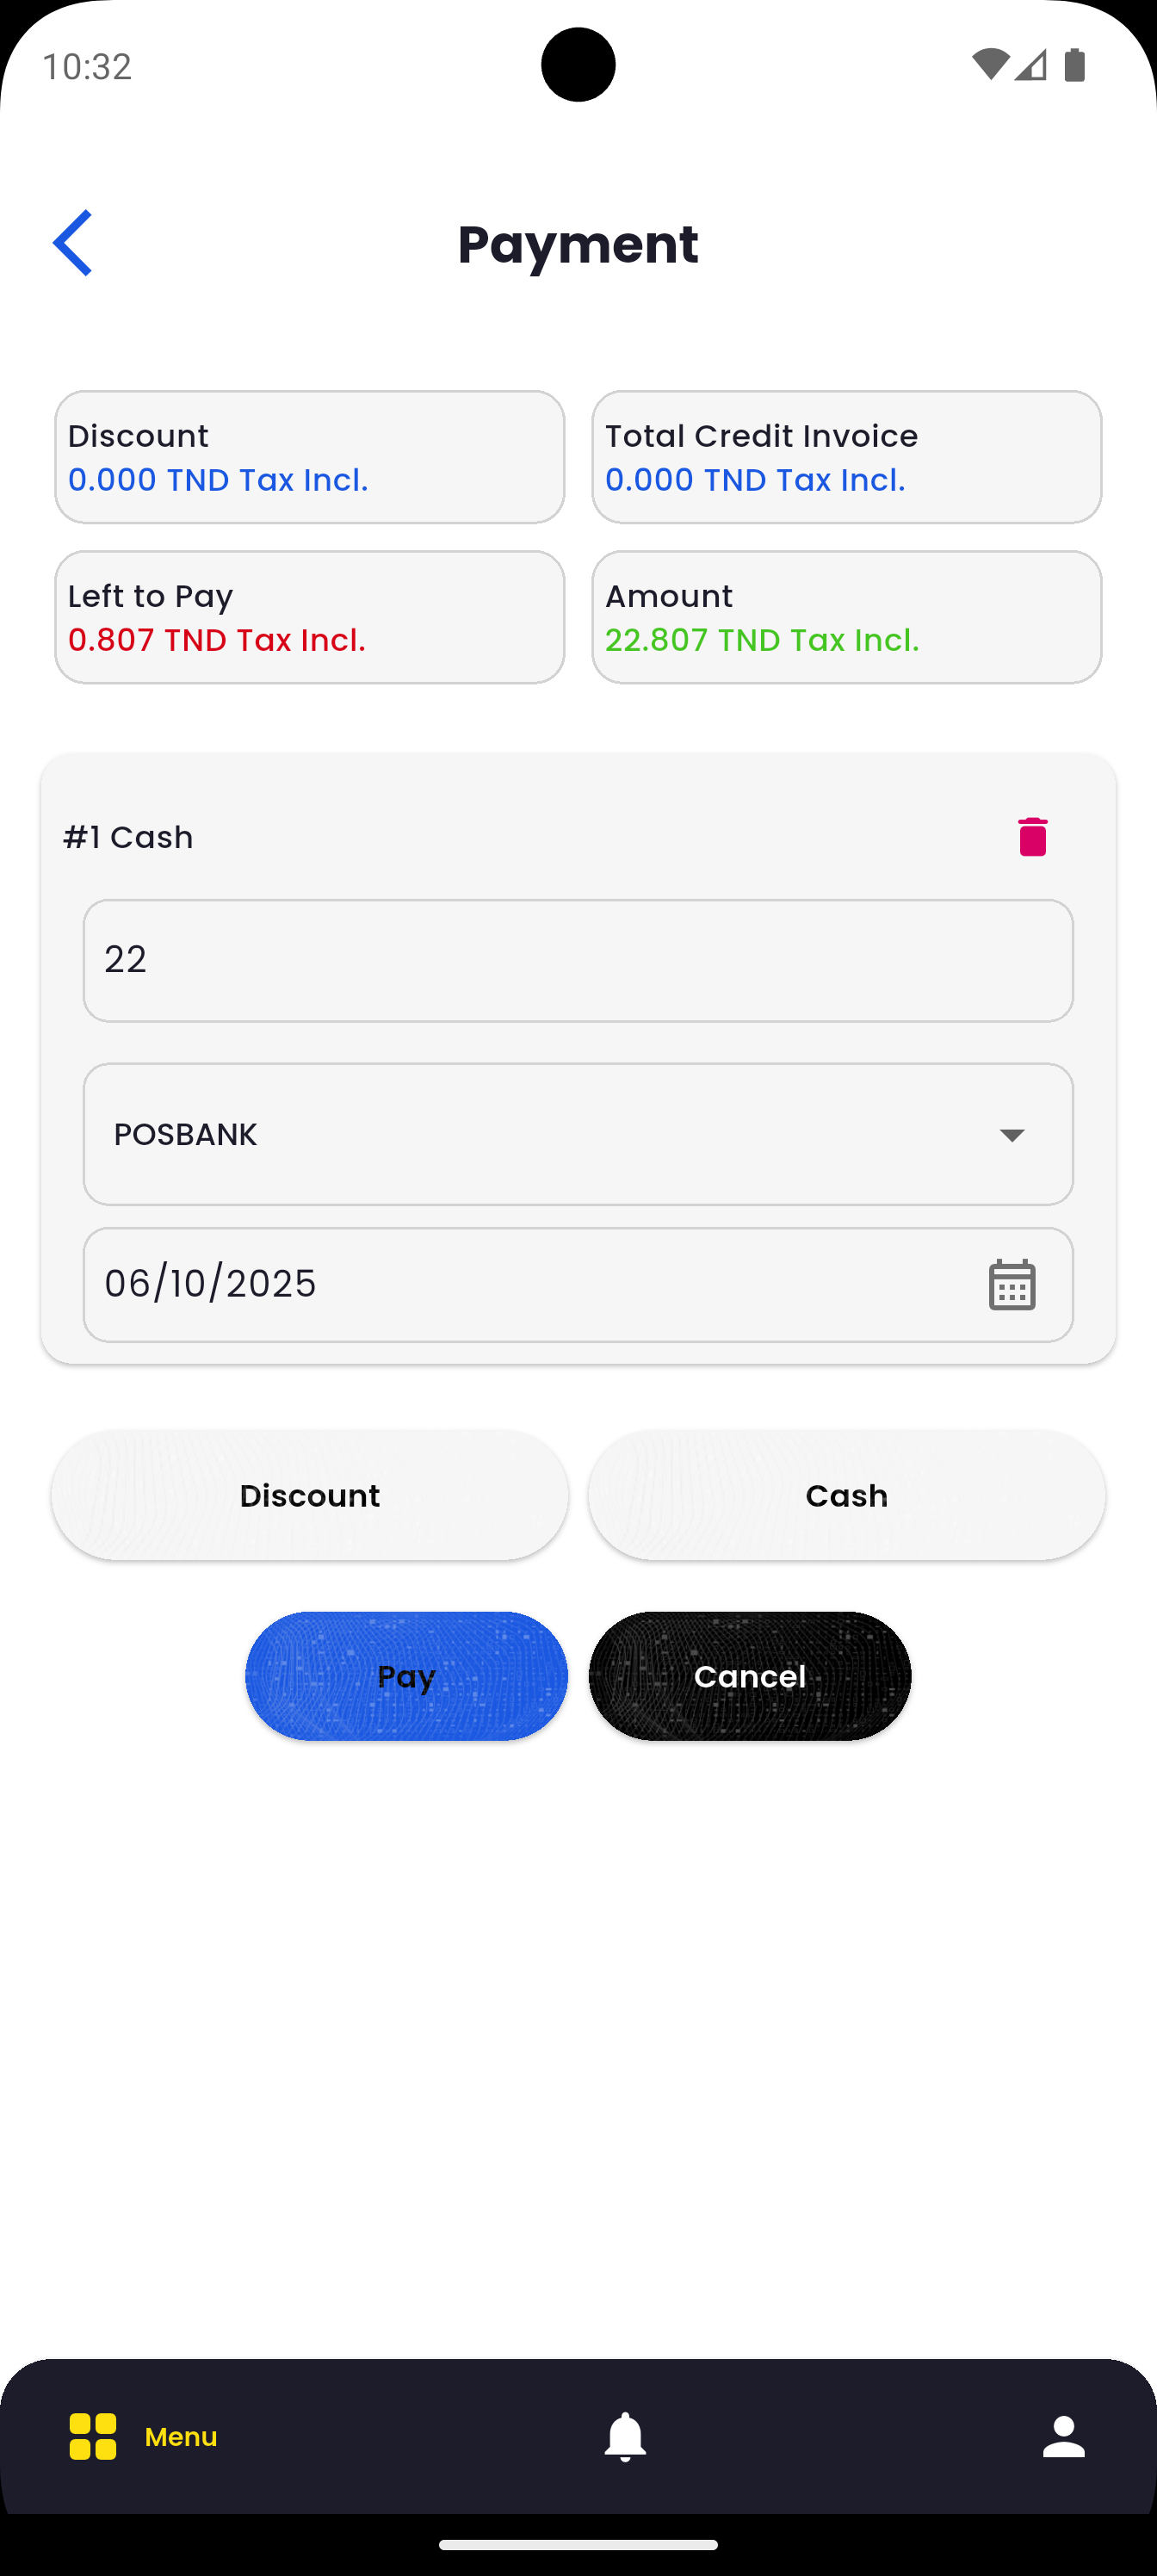 10:32
Payment
Discount
0.000 TND Tax Incl.
Total Credit Invoice
0.000 TND Tax Incl.
Left to Pay
0.807 TND Tax Incl.
Amount
22.807 TND Tax Incl.
#1 Cash
22
POSBANK
06/10/2025
Discount
Cash
Pay
Cancel
Menu